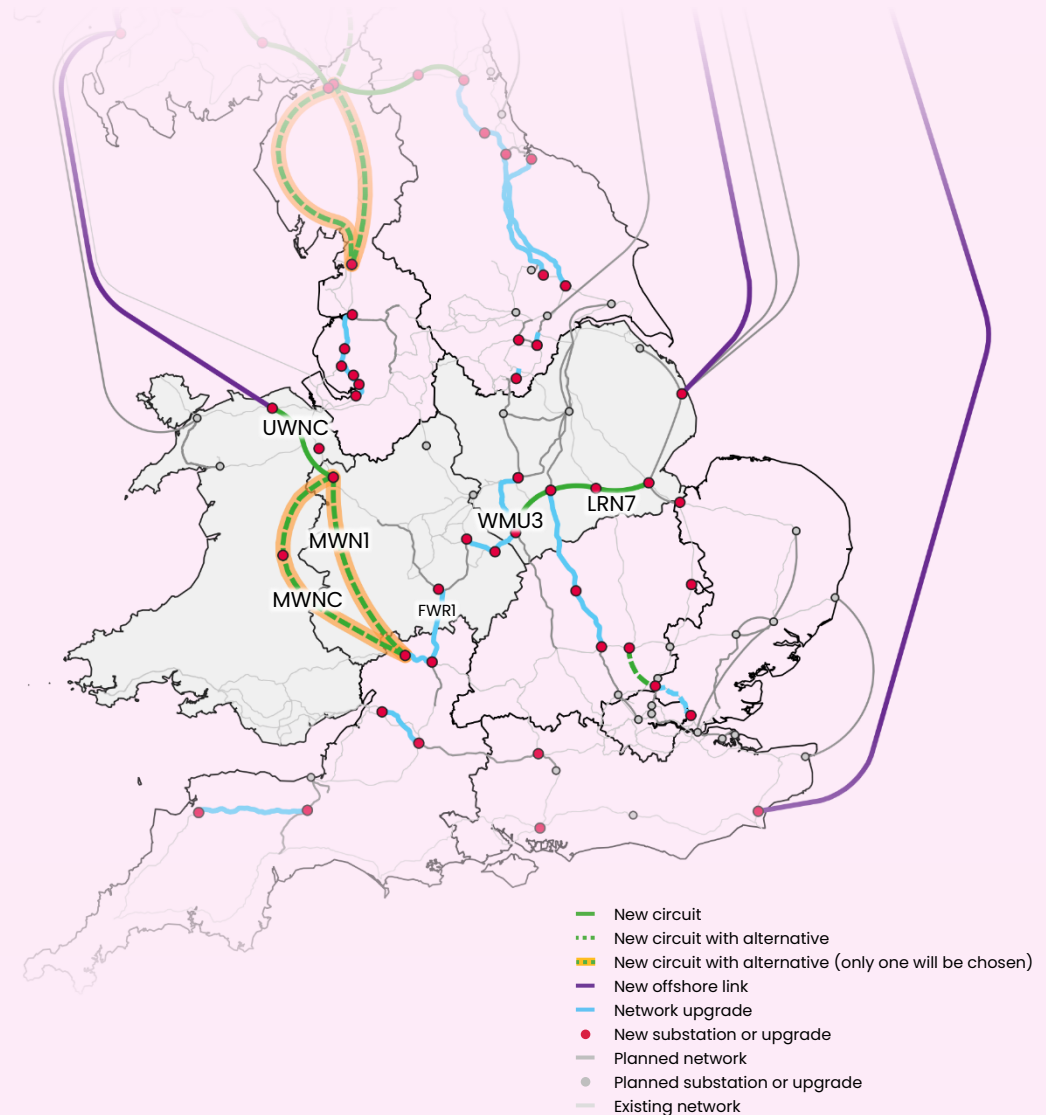 UWNC
LRN7
WMU3
MWN1
MWNC
FWR1
New circuit
New circuit with alternative
New circuit with alternative (only one will be chosen)
New offshore link
Network upgrade
New substation or upgrade
Planned network
Planned substation or upgrade
Existing network